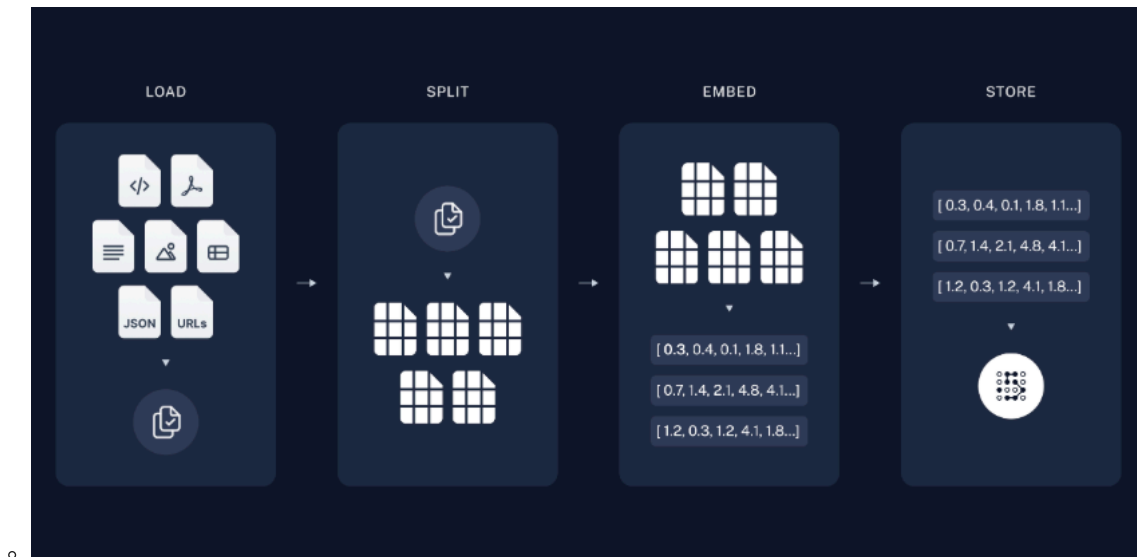 LOAD
SPLIT
EMBED
STORE
</>
JSON
URLs
[ 0.3, 0.4, 0.1, 1.8, 1.1...]
[ 0.7, 1.4, 2.1, 4.8, 4.1...]
[ 1.2, 0.3, 1.2, 4.1, 1.8...]
[ 0.3, 0.4, 0.1, 1.8, 1.1...]
[ 0.7, 1.4, 2.1, 4.8, 4.1...]
[ 1.2, 0.3, 1.2, 4.1, 1.8...]